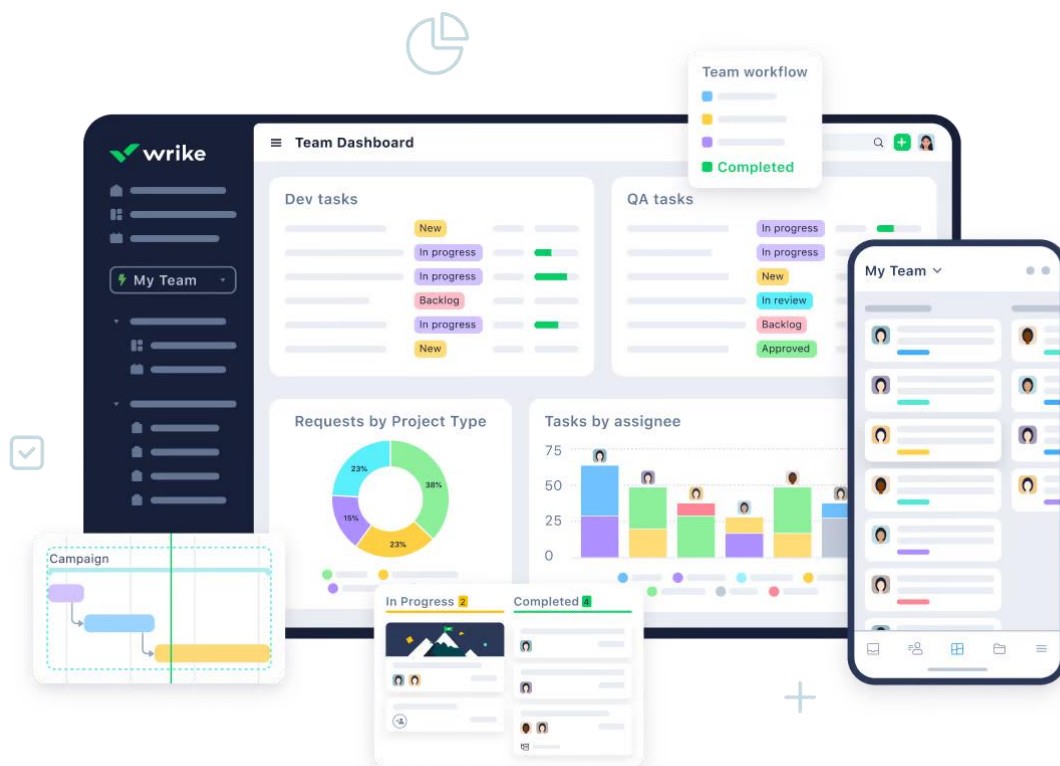 Team workflow
Completed
wrike
Team Dashboard
My Team
Dev tasks
New
In progress
In progress
Backlog
In progress
New
QA tasks
In progress
In progress
New
In review
Backlog
Approved
My Team
Requests by Project Type
23%
38%
15%
23%
Tasks by assignee
75
50
25
0
Campaign
In Progress 2
Completed 4